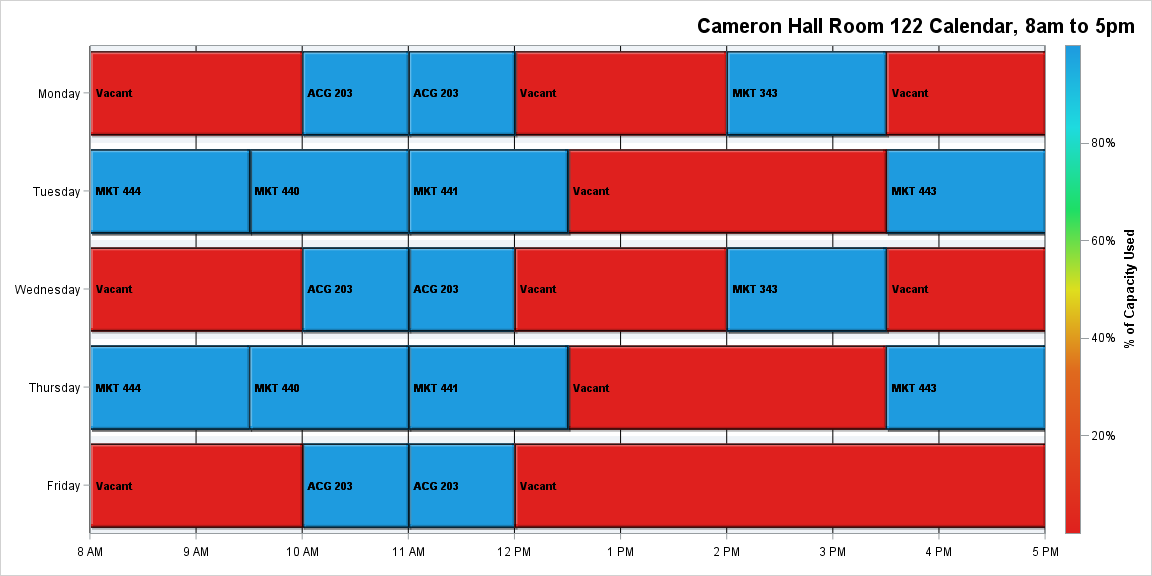 Cameron Hall Room 122 Calendar, 8am to 5pm
Monday Vacant ACG 203 ACG 203 Vacant MKT 343 Vacant
80%
Tuesday MKT 444 MKT 440 MKT 441 Vacant MKT 443
60%
% of Capacity Used
Wednesday Vacant ACG 203 ACG 203 Vacant MKT 343 Vacant
40%
Thursday MKT 444 MKT 440 MKT 441 Vacant MKT 443
20%
Friday Vacant ACG 203 ACG 203 Vacant
8 AM 9 AM 10 AM 11 AM 12 PM 1 PM 2 PM 3 PM 4 PM 5 PM